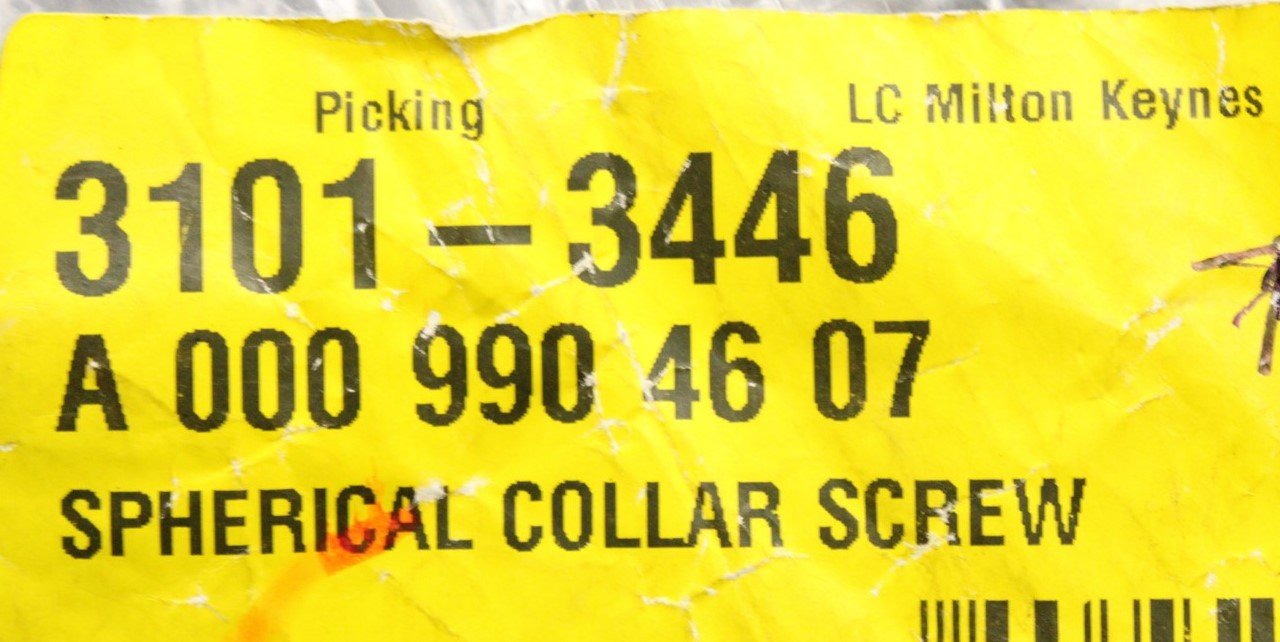 Picking LC Milton Keynes
3101 – 3446
A 000 990 46 07
SPHERICAL COLLAR SCREW